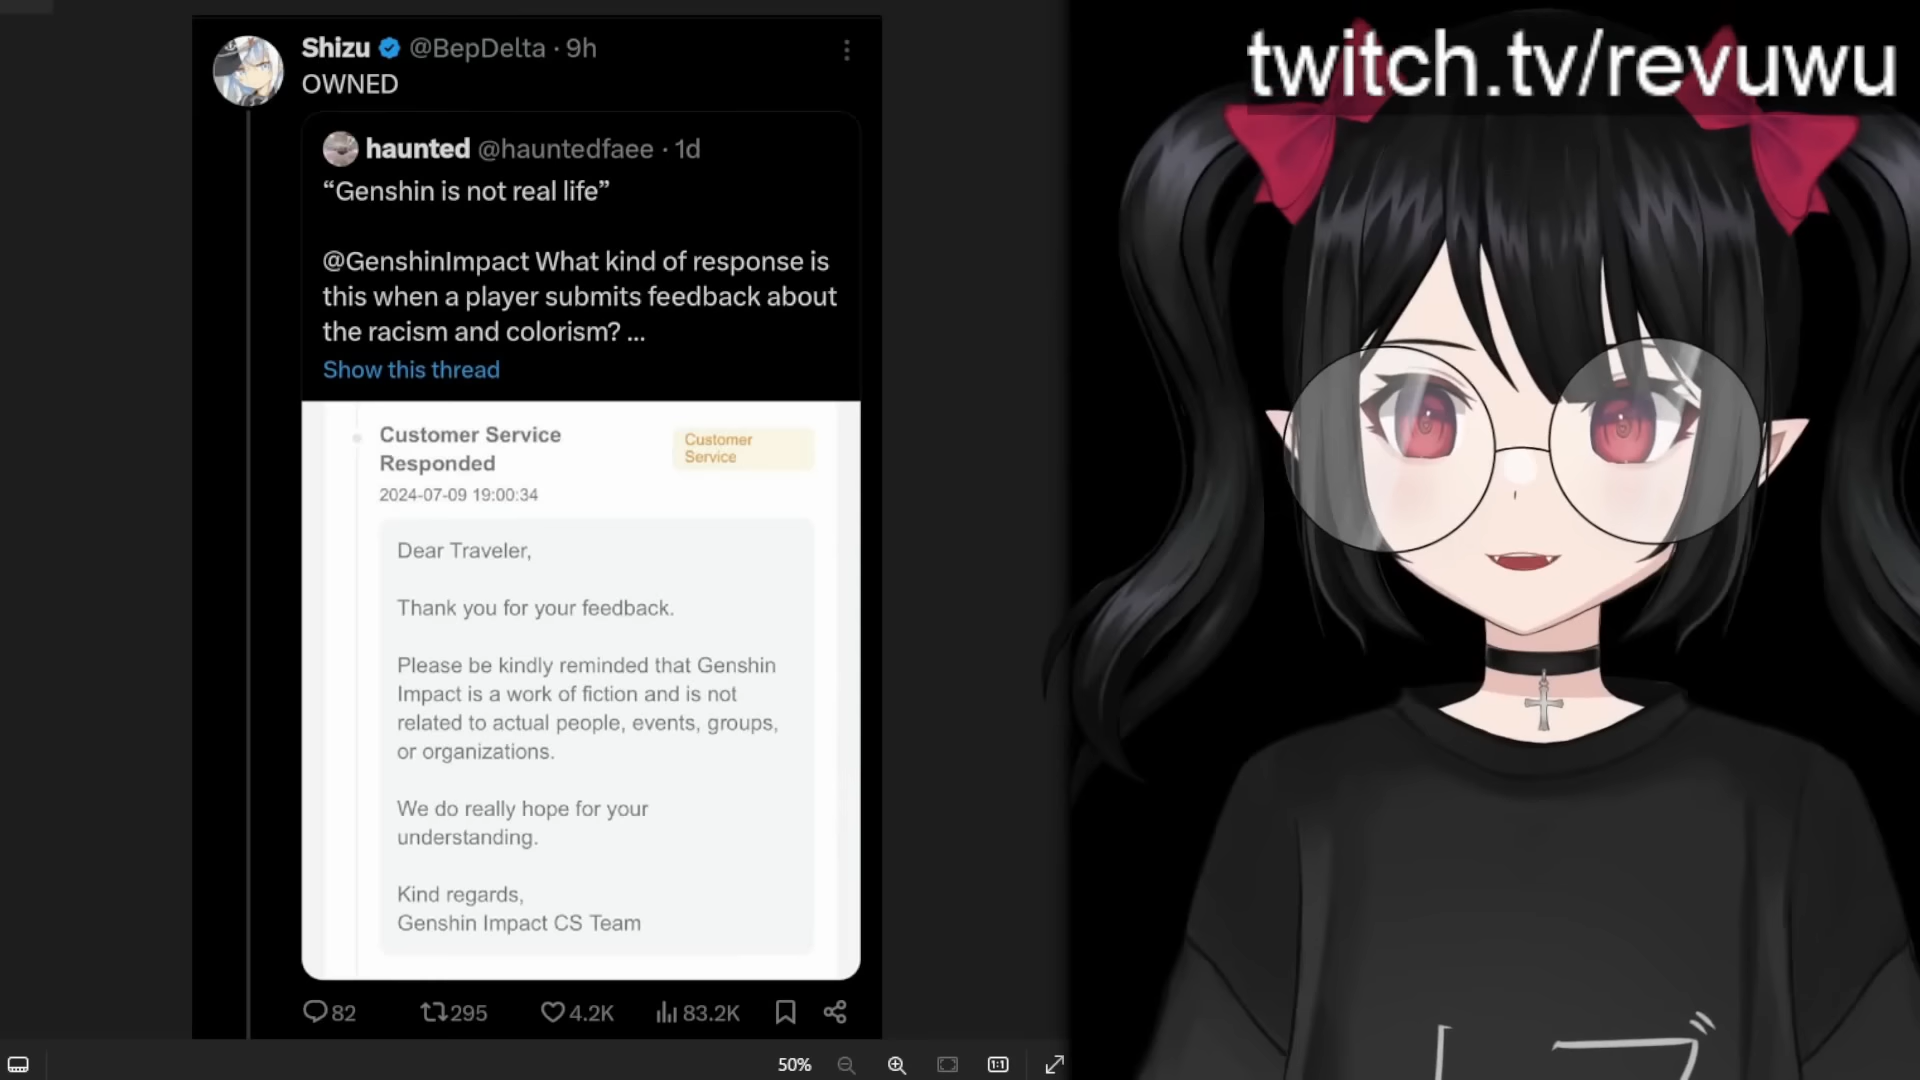 twitch.tv/revuwu
Shizu @BepDelta · 9h
OWNED
haunted @hauntedfaee · 1d
“Genshin is not real life”
@GenshinImpact What kind of response is
this when a player submits feedback about
the racism and colorism? ...
Show this thread
Customer Service
Responded
Customer
Service
2024-07-09 19:00:34
Dear Traveler,
Thank you for your feedback.
Please be kindly reminded that Genshin
Impact is a work of fiction and is not
related to actual people, events, groups,
or organizations.
We do really hope for your
understanding.
Kind regards,
Genshin Impact CS Team
82 295 4.2K 83.2K
50% 1:1